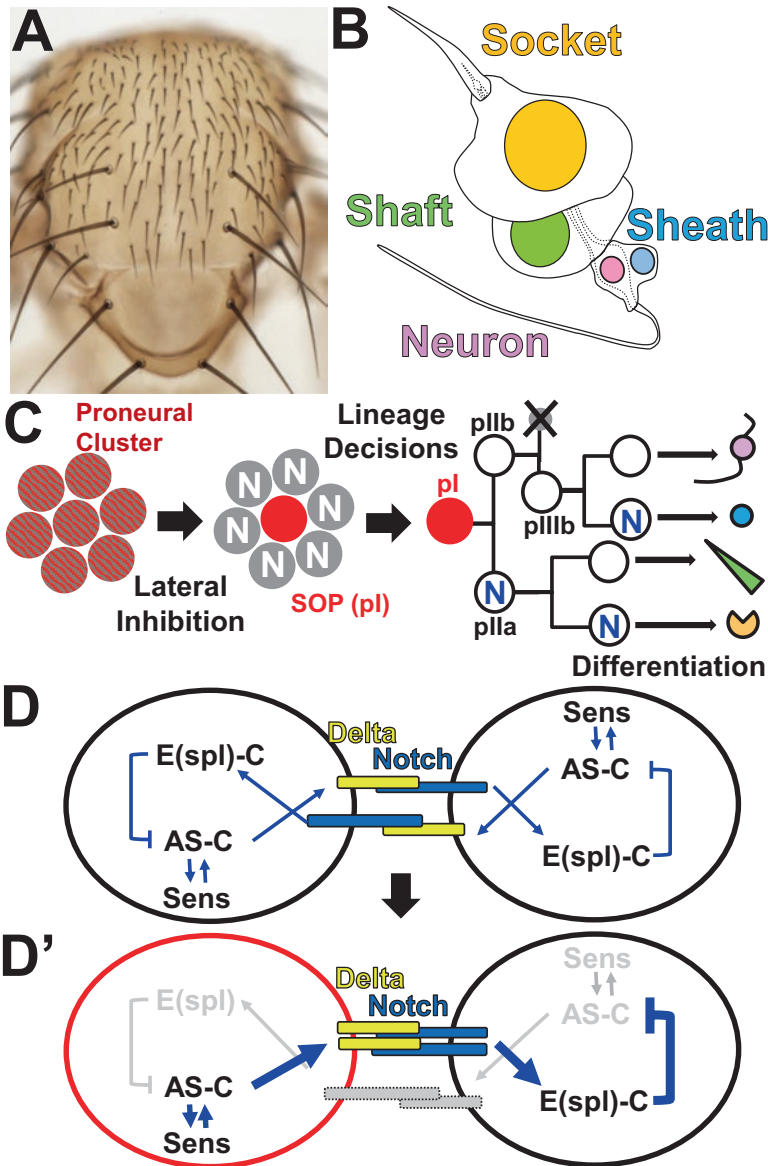 A
B
Socket
Shaft
Sheath
Neuron
C
Proneural
Cluster
Lateral
Inhibition
N
N
N
N
N
N
SOP (pI)
Lineage
Decisions
pI
pIIb
pIIIb
N
N
pIIa
N
Differentiation
D
Delta
Notch
E(spl)-C
AS-C
Sens
Sens
AS-C
E(spl)-C
D’
Delta
Notch
E(spl)
AS-C
Sens
Sens
AS-C
E(spl)-C